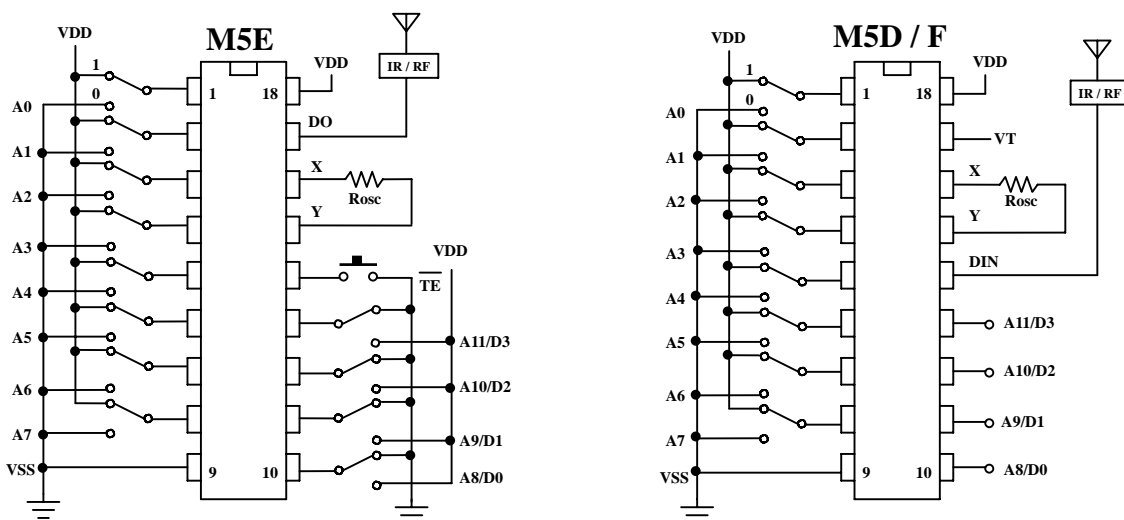 M5E
VDD
IR / RF
VDD
1
0
1
18
A0
DO
A1
X
Rosc
A2
Y
A3
VDD
TE
A4
A5
A11/D3
A6
A10/D2
A7
A9/D1
VSS
9
10
A8/D0
M5D / F
VDD
VDD
IR / RF
1
0
1
18
A0
VT
A1
X
Rosc
A2
Y
A3
DIN
A4
A11/D3
A5
A10/D2
A6
A9/D1
A7
VSS
9
10
A8/D0